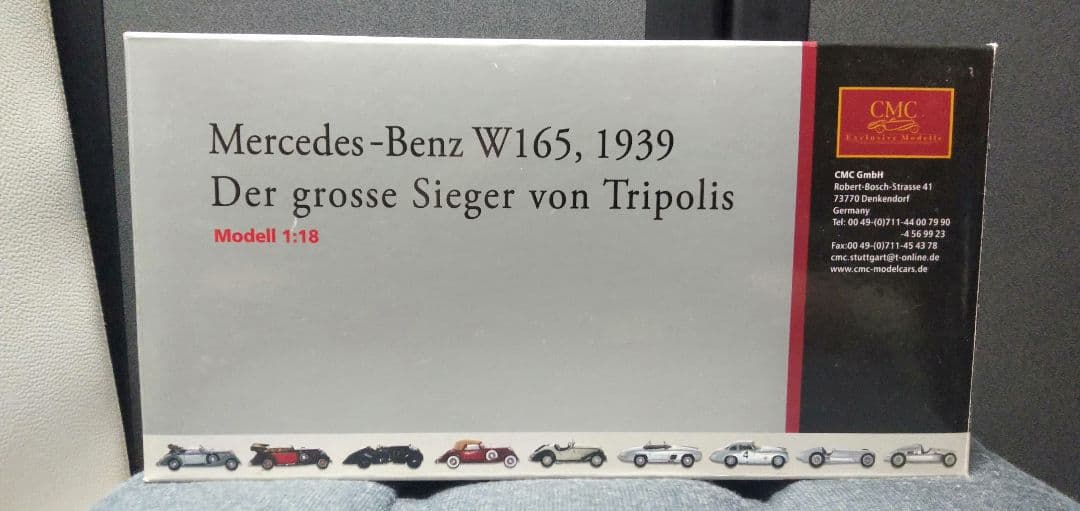 Mercedes-Benz W165, 1939
Der grosse Sieger von Tripolis
Modell 1:18
CMC
Exclusive Modelle
CMC GmbH
Robert-Bosch-Strasse 41
73770 Denkendorf
Germany
Tel: 00 49-(0)711-44 00 79 90
-4 56 99 23
Fax:00 49-(0)711-45 43 78
cmc.stuttgart@t-online.de
www.cmc-modelcars.de
4